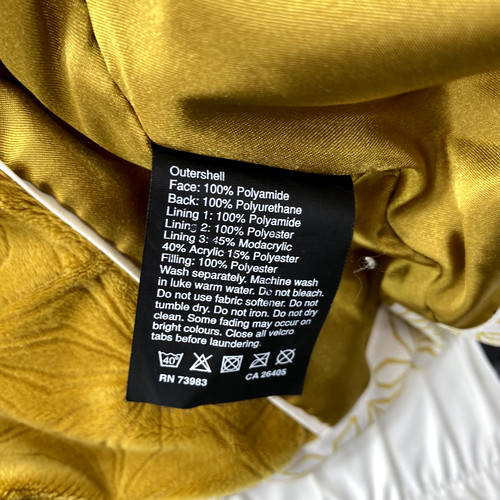 Outershell
Face: 100% Polyamide
Back: 100% Polyurethane
Lining 1: 100% Polyamide
Lining 2: 100% Polyester
Lining 3: 45% Modacrylic
40% Acrylic 15% Polyester
Filling: 100% Polyester
Wash separately. Machine wash
in luke warm water. Do not bleach.
Do not use fabric softener. Do not
tumble dry. Do not iron. Do not dry
clean. Some fading may occur on
bright colours. Close all velcro
tabs before laundering.
40°
RN 73983 CA 26405